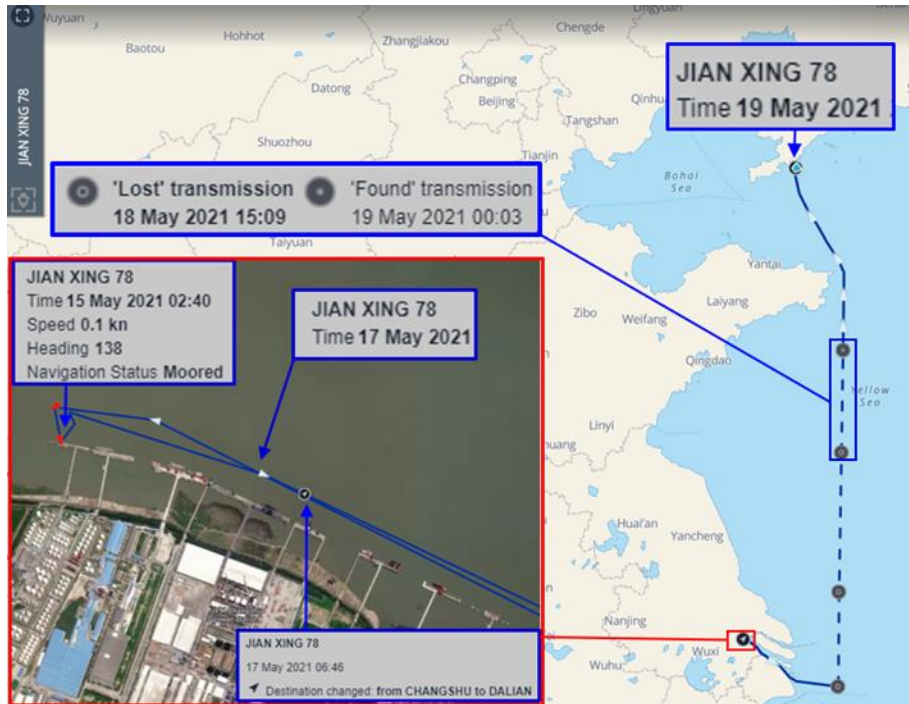 Wuyuan
Hohhot
Baotou
Zhangjiakou
Chengde
Lingyuan
Datong
Changping
Beijing
Qinhu
Tangshan
Shuozhou
Tianjin
Bohai
Sea
Taiyuan
JIAN XING 78
JIAN XING 78
Time 19 May 2021
'Lost' transmission
18 May 2021 15:09
'Found' transmission
19 May 2021 00:03
Yantai
Laiyang
Zibo
Weifang
Qingdao
Yellow
Sea
Linyi
Huai'an
Yancheng
Nanjing
Wuxi
Wuhu
JIAN XING 78
Time 15 May 2021 02:40
Speed 0.1 kn
Heading 138
Navigation Status Moored
JIAN XING 78
Time 17 May 2021
JIAN XING 78
17 May 2021 06:46
Destination changed: from CHANGSHU to DALIAN